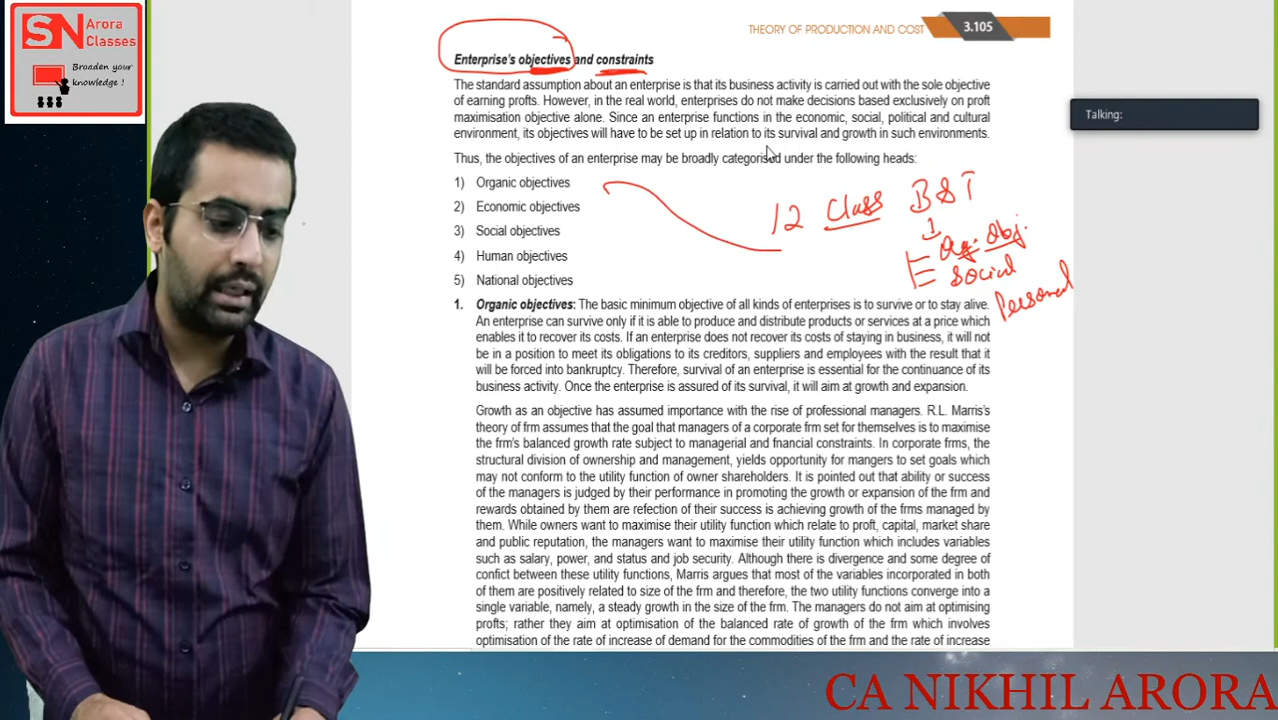 SN
Arora
Classes
Broaden your
knowledge!
THEORY OF PRODUCTION AND COST
3.105
Enterprise's objectives and constraints
The standard assumption about an enterprise is that its business activity is carried out with the sole objective
of earning profts. However, in the real world, enterprises do not make decisions based exclusively on proft
maximisation objective alone. Since an enterprise functions in the economic, social, political and cultural
environment, its objectives will have to be set up in relation to its survival and growth in such environments.
Talking:
Thus, the objectives of an enterprise may be broadly categorised under the following heads:
1) Organic objectives
2) Economic objectives
3) Social objectives
4) Human objectives
5) National objectives
12 Class BST
Og. Obj.
Social
Personal
1. Organic objectives: The basic minimum objective of all kinds of enterprises is to survive or to stay alive.
An enterprise can survive only if it is able to produce and distribute products or services at a price which
enables it to recover its costs. If an enterprise does not recover its costs of staying in business, it will not
be in a position to meet its obligations to its creditors, suppliers and employees with the result that it
will be forced into bankruptcy. Therefore, survival of an enterprise is essential for the continuance of its
business activity. Once the enterprise is assured of its survival, it will aim at growth and expansion.
Growth as an objective has assumed importance with the rise of professional managers. R.L. Marris's
theory of frm assumes that the goal that managers of a corporate frm set for themselves is to maximise
the frm's balanced growth rate subject to managerial and fnancial constraints. In corporate frms, the
structural division of ownership and management, yields opportunity for mangers to set goals which
may not conform to the utility function of owner shareholders. It is pointed out that ability or success
of the managers is judged by their performance in promoting the growth or expansion of the frm and
rewards obtained by them are refection of their success is achieving growth of the frms managed by
them. While owners want to maximise their utility function which relate to proft, capital, market share
and public reputation, the managers want to maximise their utility function which includes variables
such as salary, power, and status and job security. Although there is divergence and some degree of
confict between these utility functions, Marris argues that most of the variables incorporated in both
of them are positively related to size of the frm and therefore, the two utility functions converge into a
single variable, namely, a steady growth in the size of the frm. The managers do not aim at optimising
profts; rather they aim at optimisation of the balanced rate of growth of the frm which involves
optimisation of the rate of increase of demand for the commodities of the frm and the rate of increase
CA NIKHIL ARORA